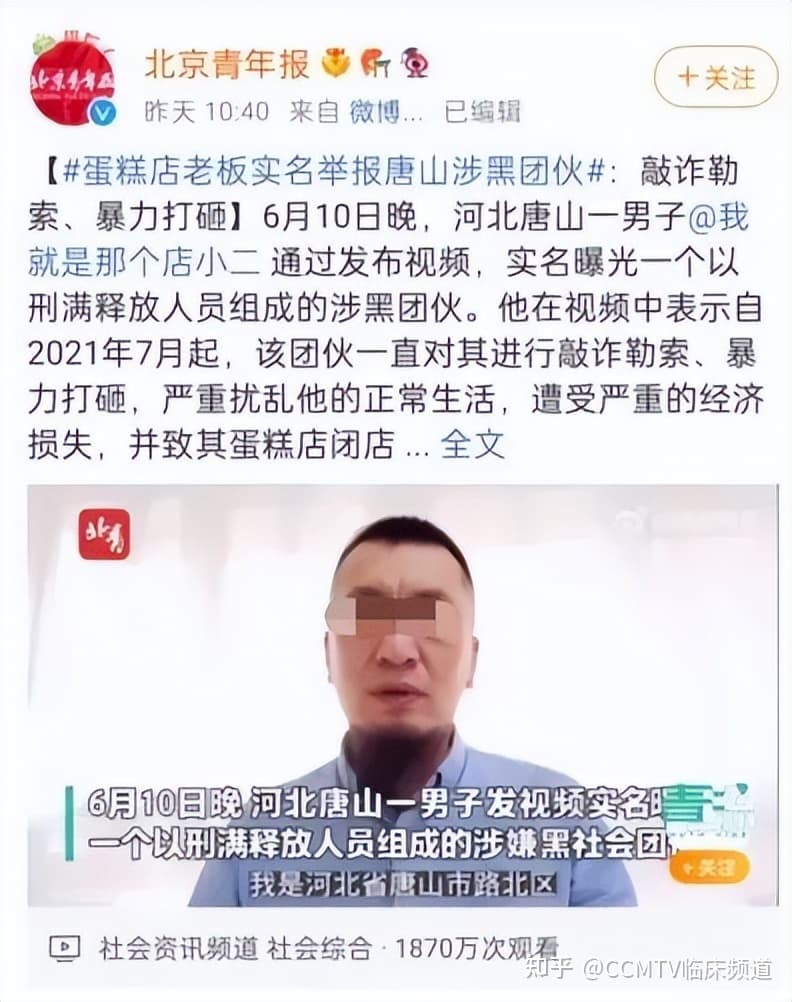 北京青年报
+关注
昨天 10:40 来自 微博... 已编辑
【#蛋糕店老板实名举报唐山涉黑团伙#：敲诈勒
索、暴力打砸】6月10日晚，河北唐山一男子@我
就是那个店小二 通过发布视频，实名曝光一个以
刑满释放人员组成的涉黑团伙。他在视频中表示自
2021年7月起，该团伙一直对其进行敲诈勒索、暴
力打砸，严重扰乱他的正常生活，遭受严重的经济
损失，并致其蛋糕店闭店 ... 全文
北青
6月10日晚 河北唐山一男子发视频实名曝
一个以刑满释放人员组成的涉嫌黑社会团
+关注
我是河北省唐山市路北区
社会资讯频道 社会综合 · 1870万次观看
知乎 @CCMTV临床频道